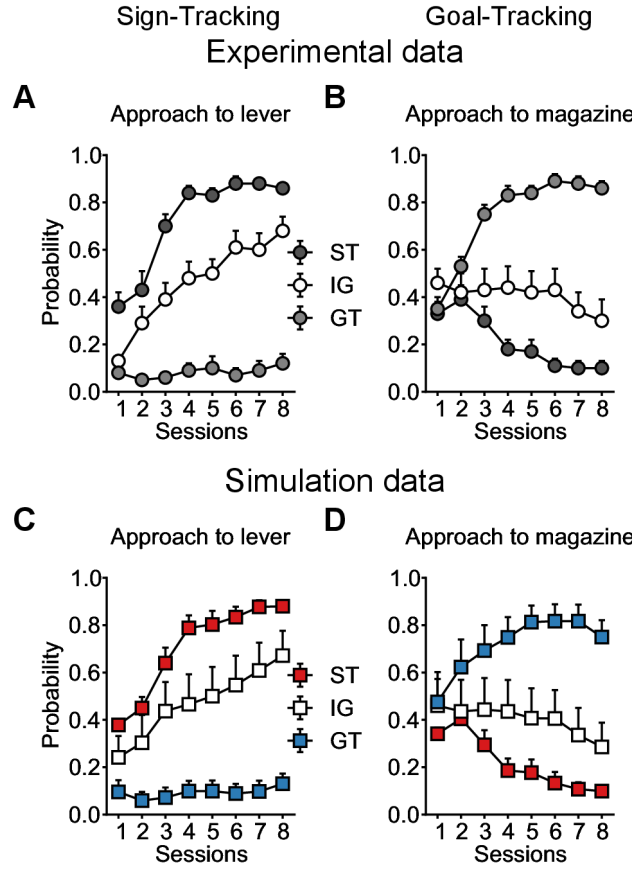 Sign-Tracking
Goal-Tracking
Experimental data
A
Approach to lever
B
Approach to magazine
Probability
1.0
0.8
0.6
0.4
0.2
0.0
1 2 3 4 5 6 7 8
Sessions
ST
IG
GT
1.0
0.8
0.6
0.4
0.2
0.0
1 2 3 4 5 6 7 8
Sessions
Simulation data
C
Approach to lever
D
Approach to magazine
Probability
1.0
0.8
0.6
0.4
0.2
0.0
1 2 3 4 5 6 7 8
Sessions
ST
IG
GT
1.0
0.8
0.6
0.4
0.2
0.0
1 2 3 4 5 6 7 8
Sessions